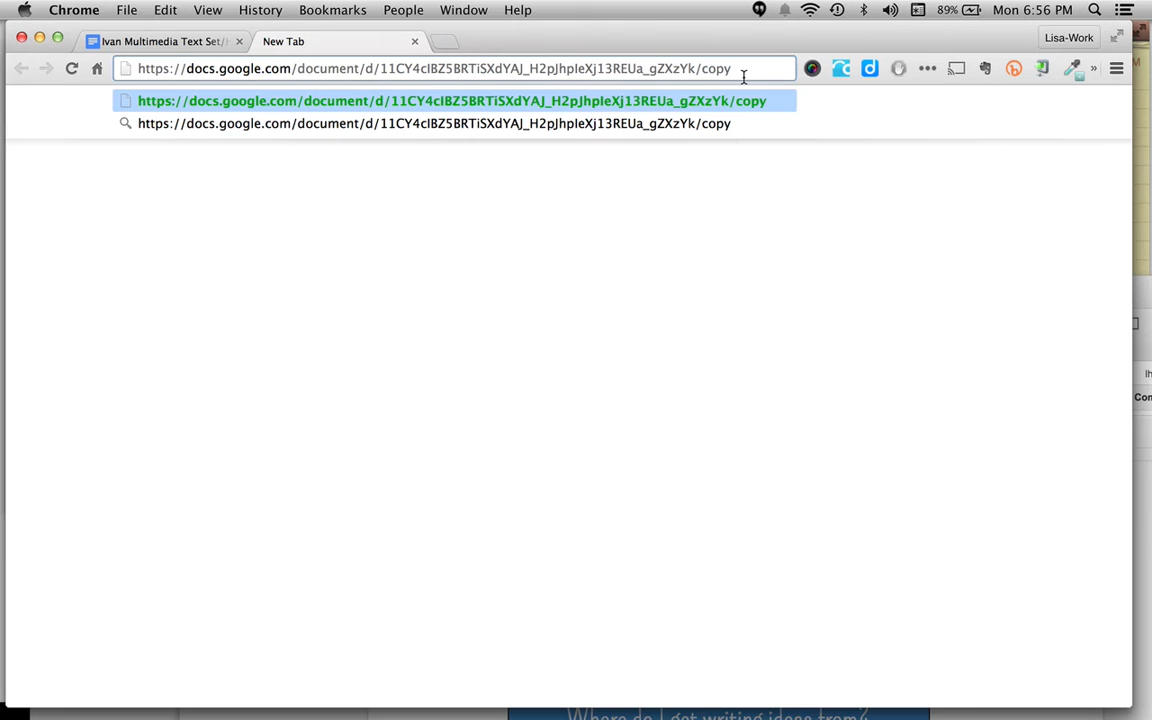 Chrome File Edit View History Bookmarks People Window Help 89% Mon 6:56 PM
Ivan Multimedia Text Set/
New Tab
Lisa-Work
https://docs.google.com/document/d/11CY4cIBZ5BRTiSXdYAJ_H2pJhpIeXj13REUa_gZXzYk/copy
https://docs.google.com/document/d/11CY4cIBZ5BRTiSXdYAJ_H2pJhpIeXj13REUa_gZXzYk/copy
https://docs.google.com/document/d/11CY4cIBZ5BRTiSXdYAJ_H2pJhpIeXj13REUa_gZXzYk/copy
Where do I get writing ideas from?